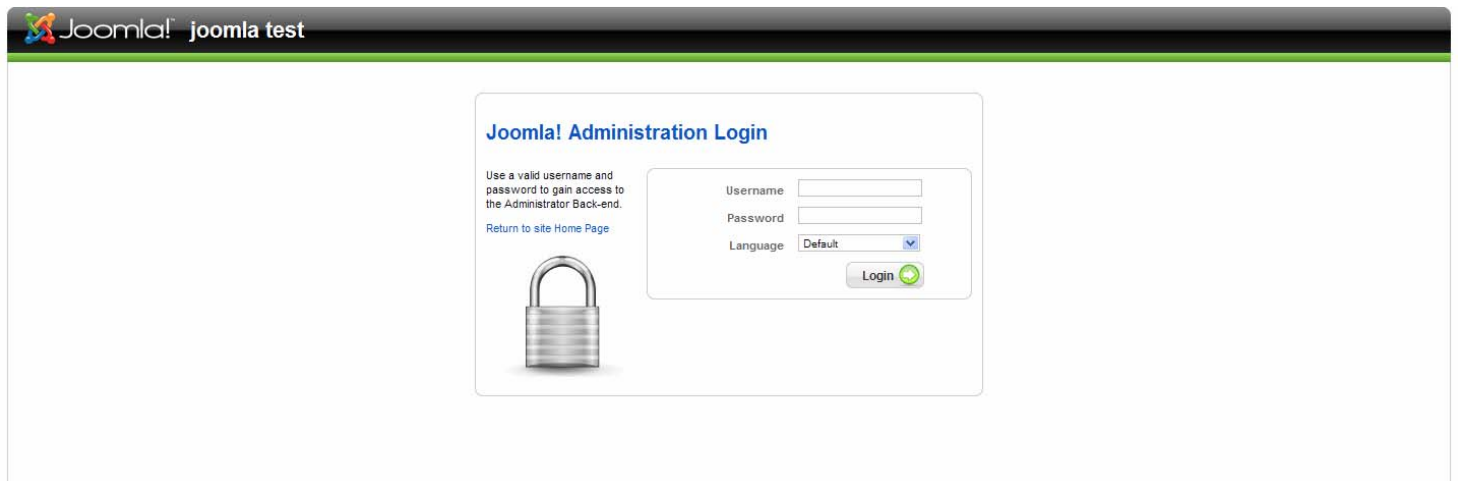 Joomla!™ joomla test
Joomla! Administration Login
Use a valid username and
password to gain access to
the Administrator Back-end.
Return to site Home Page
Username
Password
Language Default
Login